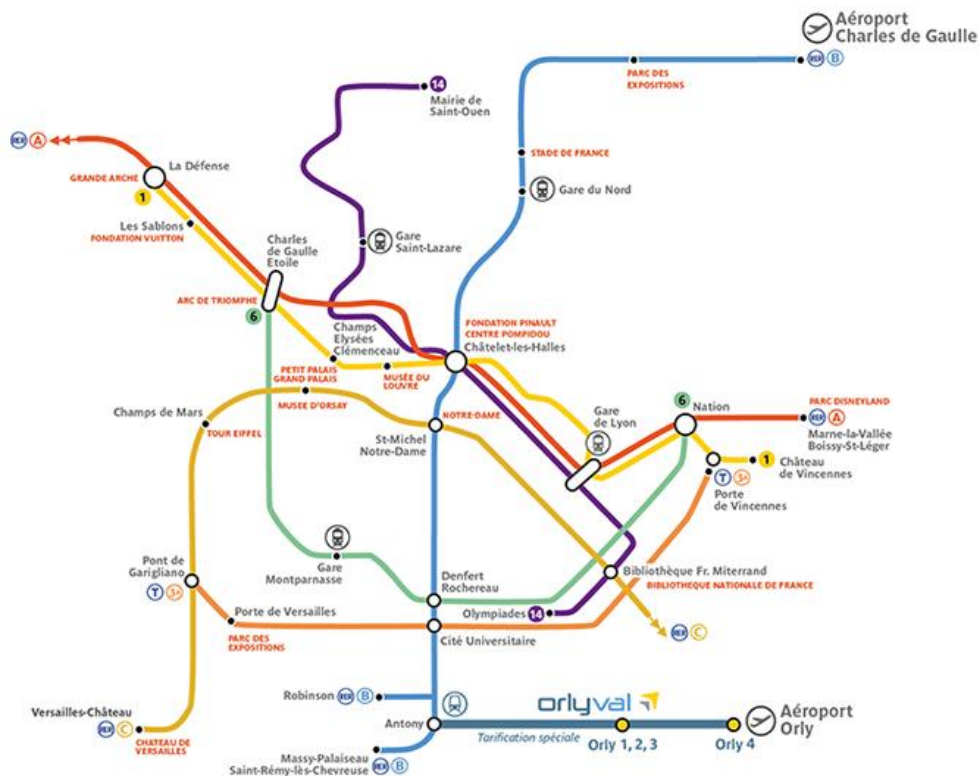 Aéroport
Charles de Gaulle
RER B
PARC DES
EXPOSITIONS
14
Mairie de
Saint-Ouen
RER A
La Défense
GRANDE ARCHE
1
STADE DE FRANCE
Gare du Nord
Les Sablons
FONDATION VUITTON
Charles
de Gaulle
Etoile
Gare
Saint-Lazare
ARC DE TRIOMPHE
6
Champs
Elysées
Clémenceau
FONDATION PINAULT
CENTRE POMPIDOU
Châtelet-les-Halles
PETIT PALAIS
GRAND PALAIS
MUSÉE DU
LOUVRE
MUSEE D'ORSAY
Champs de Mars
TOUR EIFFEL
NOTRE-DAME
St-Michel
Notre-Dame
Gare
de Lyon
6
Nation
PARC DISNEYLAND
RER A
Marne-la-Vallée
Boissy-St-Léger
1
Château
de Vincennes
T 3a
Porte
de Vincennes
Pont de
Garigliano
T 3a
Gare
Montparnasse
Denfert
Rochereau
Bibliothèque Fr. Miterrand
BIBLIOTHEQUE NATIONALE DE FRANCE
Porte de Versailles
PARC DES
EXPOSITIONS
Olympiades
14
Cité Universitaire
RER C
Versailles-Château
RER C
CHATEAU DE
VERSAILLES
Robinson RER B
Antony
orlyval
Tarification spéciale
Orly 1, 2, 3
Orly 4
Aéroport
Orly
Massy-Palaiseau
Saint-Rémy-lès-Chevreuse
RER B